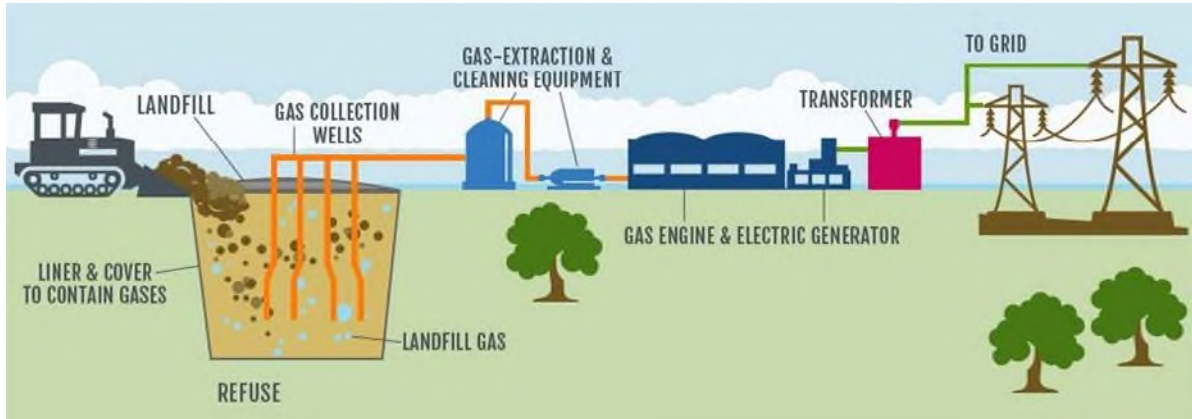 LANDFILL
GAS COLLECTION
WELLS
GAS-EXTRACTION &
CLEANING EQUIPMENT
TRANSFORMER
TO GRID
GAS ENGINE & ELECTRIC GENERATOR
LINER & COVER
TO CONTAIN GASES
LANDFILL GAS
REFUSE